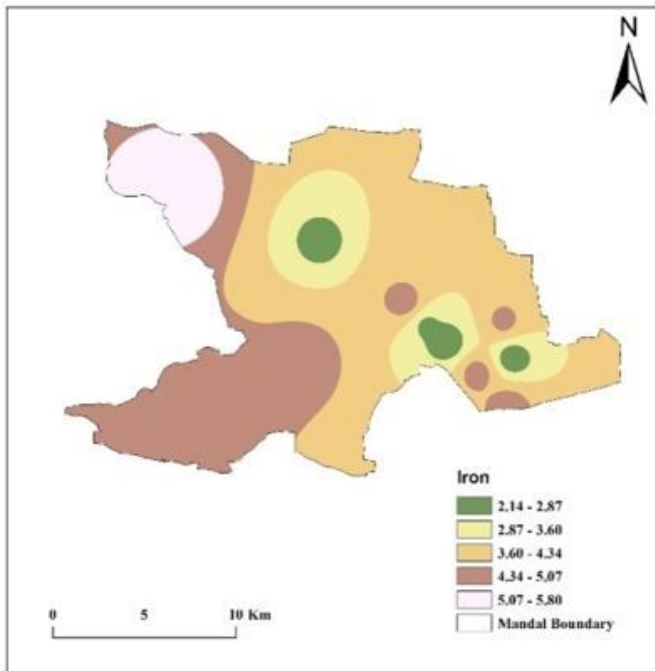 N
Iron
2.14 - 2.87
2.87 - 3.60
3.60 - 4.34
4.34 - 5.07
5.07 - 5.80
Mandal Boundary
0 5 10 Km